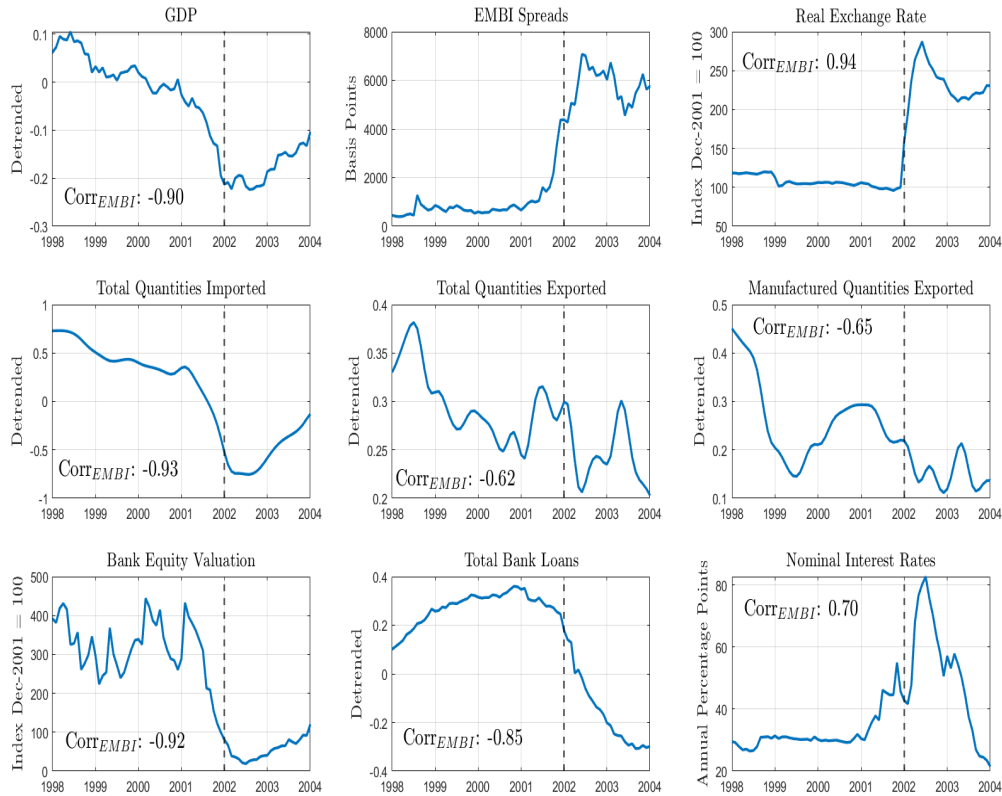 GDP
Detrended
0.1
0
-0.1
-0.2
-0.3
Corr_EMBI: -0.90
1998 1999 2000 2001 2002 2003 2004
EMBI Spreads
Basis Points
8000
6000
4000
2000
0
1998 1999 2000 2001 2002 2003 2004
Real Exchange Rate
Index Dec-2001 = 100
300
250
200
150
100
50
Corr_EMBI: 0.94
1998 1999 2000 2001 2002 2003 2004
Total Quantities Imported
Detrended
1
0.5
0
-0.5
-1
Corr_EMBI: -0.93
1998 1999 2000 2001 2002 2003 2004
Total Quantities Exported
Detrended
0.4
0.35
0.3
0.25
0.2
Corr_EMBI: -0.62
1998 1999 2000 2001 2002 2003 2004
Manufactured Quantities Exported
Detrended
0.5
0.4
0.3
0.2
0.1
Corr_EMBI: -0.65
1998 1999 2000 2001 2002 2003 2004
Bank Equity Valuation
Index Dec-2001 = 100
500
400
300
200
100
0
Corr_EMBI: -0.92
1998 1999 2000 2001 2002 2003 2004
Total Bank Loans
Detrended
0.4
0.2
0
-0.2
-0.4
Corr_EMBI: -0.85
1998 1999 2000 2001 2002 2003 2004
Nominal Interest Rates
Annual Percentage Points
80
60
40
20
Corr_EMBI: 0.70
1998 1999 2000 2001 2002 2003 2004